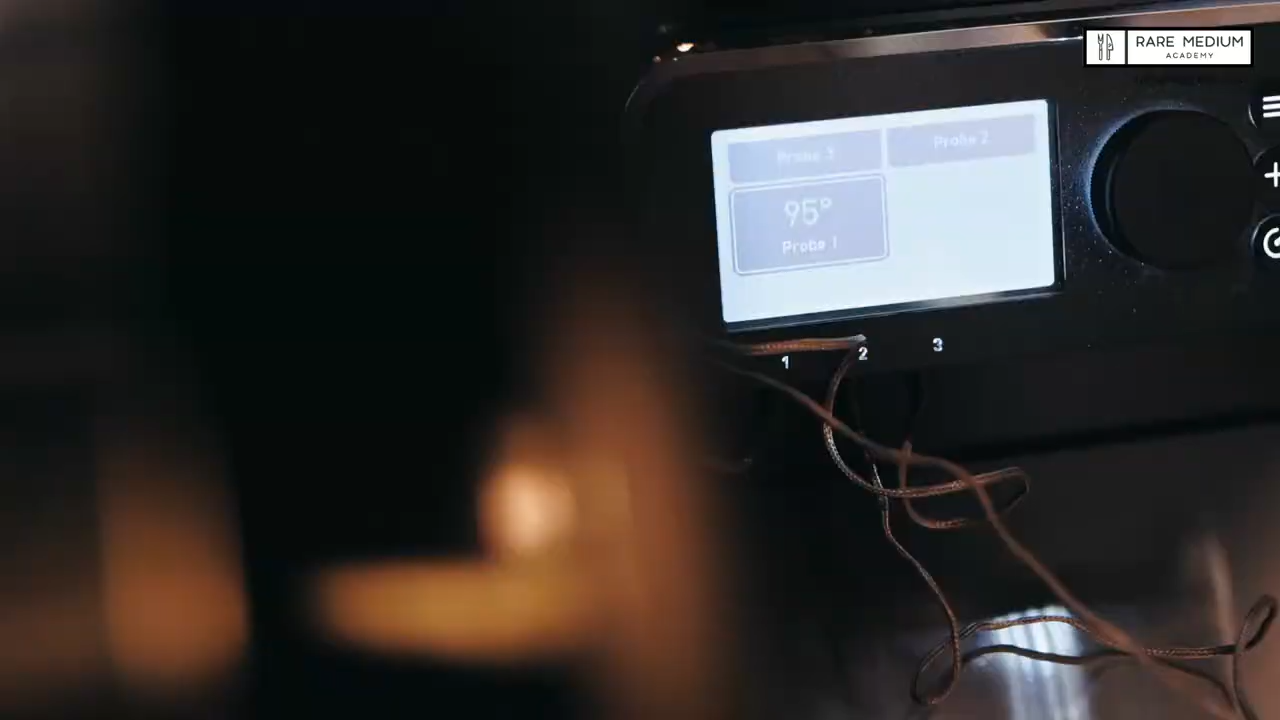 RARE MEDIUM
ACADEMY
Probe 3
Probe 2
95°
Probe 1
1
2
3